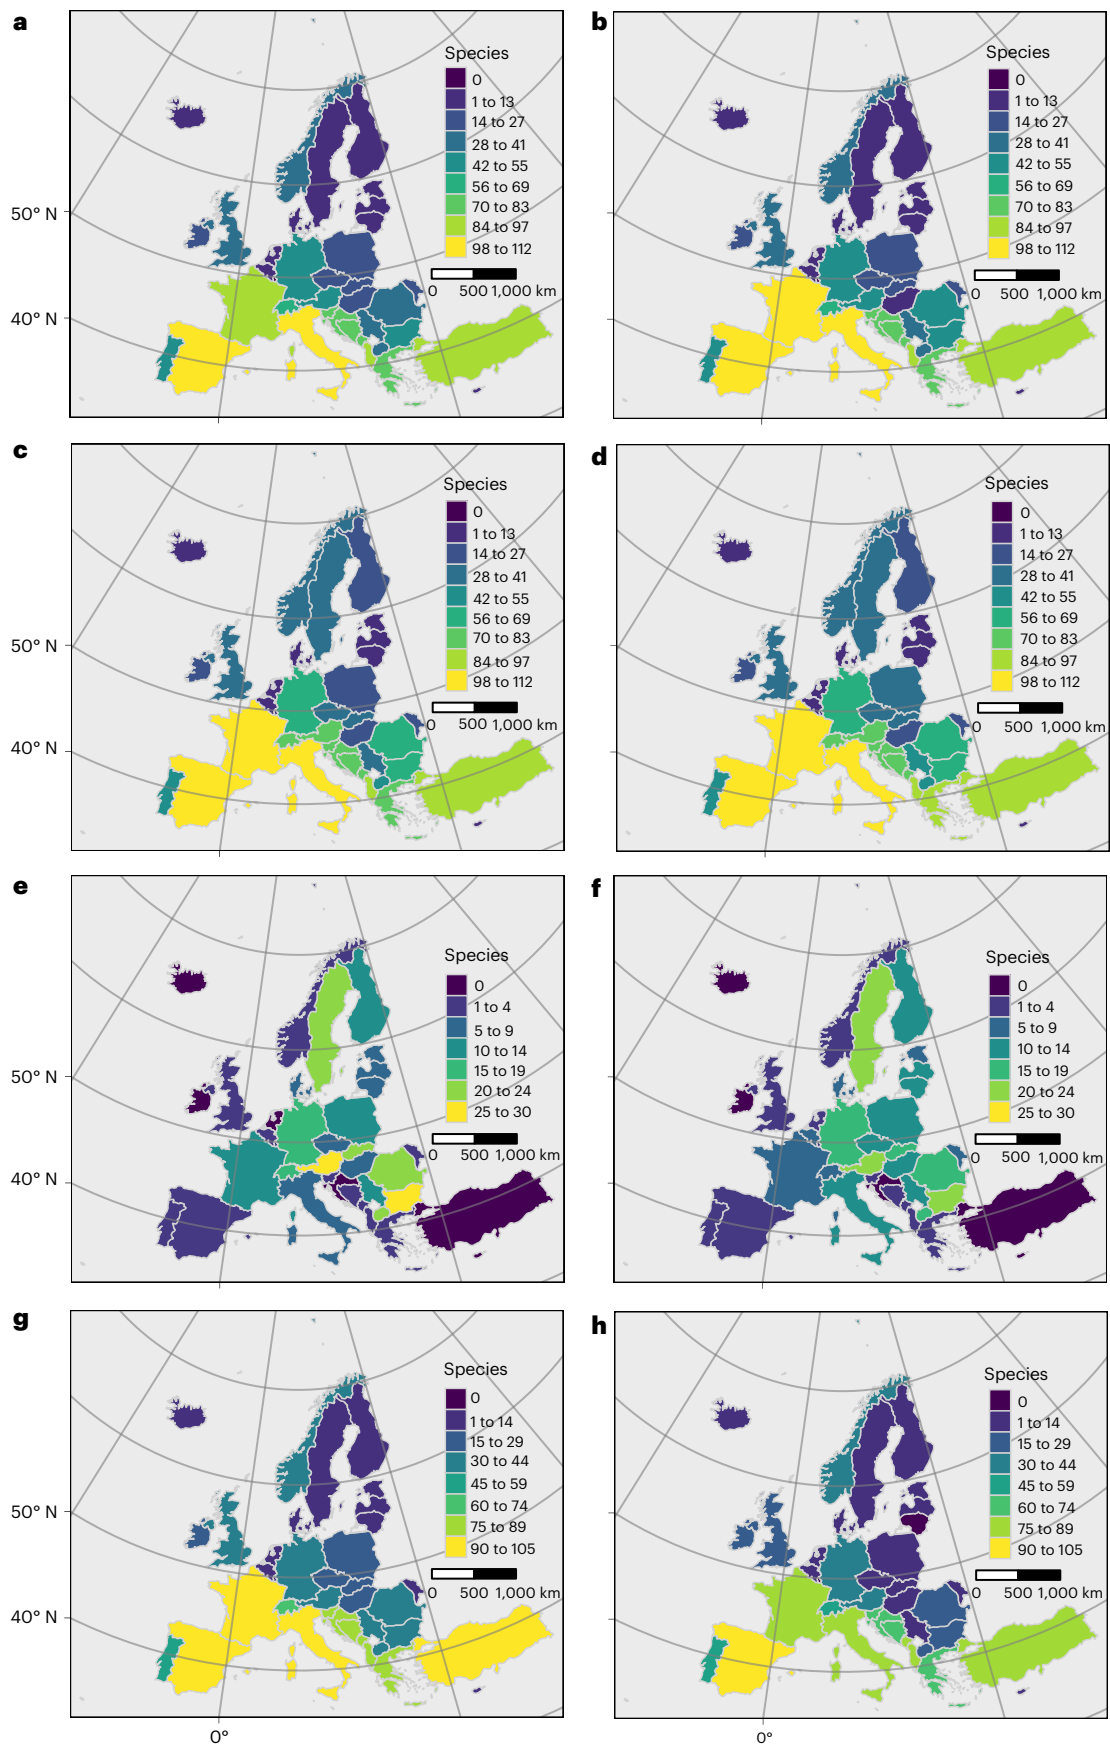 a
Species
0
1 to 13
14 to 27
28 to 41
42 to 55
56 to 69
70 to 83
84 to 97
98 to 112
0 500 1,000 km
50° N
40° N
b
Species
0
1 to 13
14 to 27
28 to 41
42 to 55
56 to 69
70 to 83
84 to 97
98 to 112
0 500 1,000 km
c
Species
0
1 to 13
14 to 27
28 to 41
42 to 55
56 to 69
70 to 83
84 to 97
98 to 112
0 500 1,000 km
50° N
40° N
d
Species
0
1 to 13
14 to 27
28 to 41
42 to 55
56 to 69
70 to 83
84 to 97
98 to 112
0 500 1,000 km
e
Species
0
1 to 4
5 to 9
10 to 14
15 to 19
20 to 24
25 to 30
0 500 1,000 km
50° N
40° N
f
Species
0
1 to 4
5 to 9
10 to 14
15 to 19
20 to 24
25 to 30
0 500 1,000 km
g
Species
0
1 to 14
15 to 29
30 to 44
45 to 59
60 to 74
75 to 89
90 to 105
0 500 1,000 km
50° N
40° N
0°
h
Species
0
1 to 14
15 to 29
30 to 44
45 to 59
60 to 74
75 to 89
90 to 105
0 500 1,000 km
0°